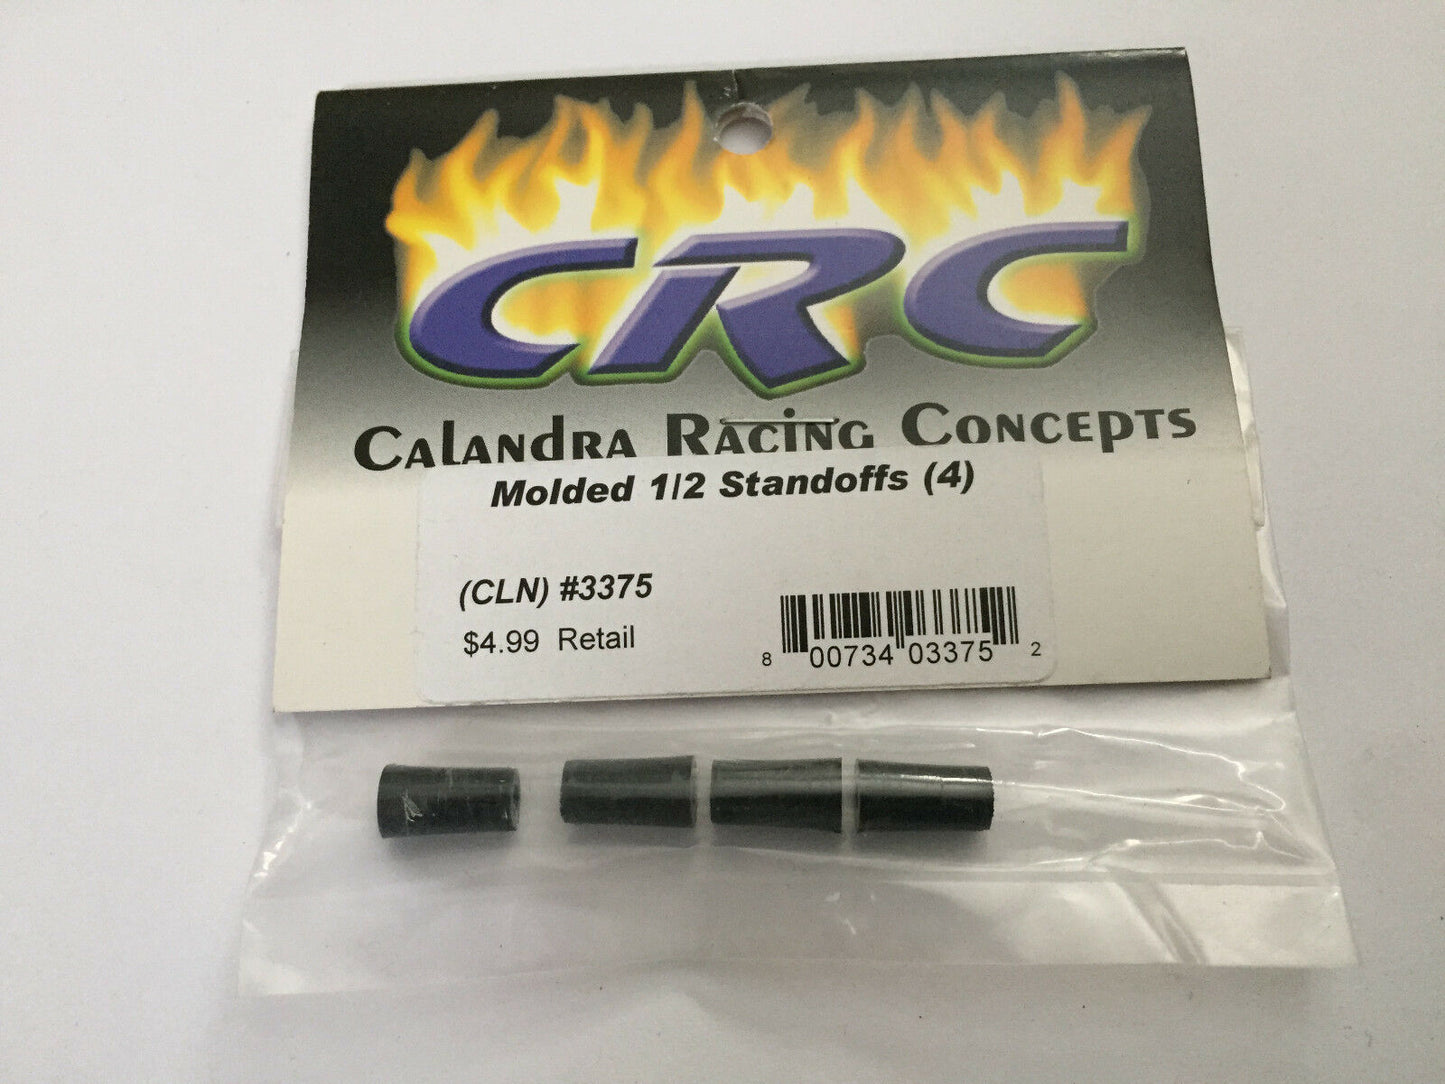 CRC
Calandra Racing Concepts
Molded 1/2 Standoffs (4)
(CLN) #3375
$4.99 Retail
8 00734 03375 2